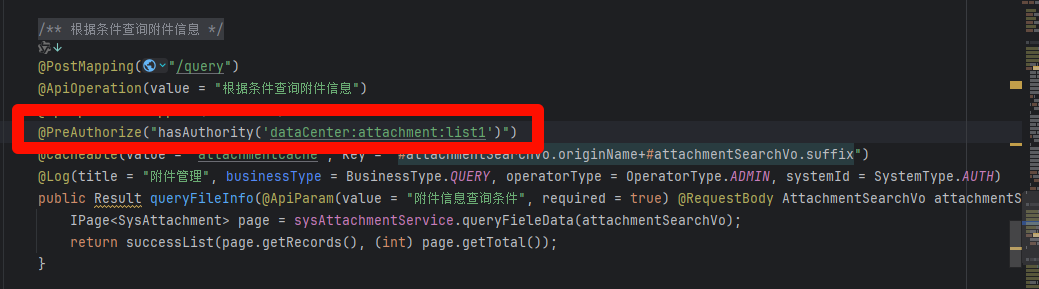 /** 根据条件查询附件信息 */
@PostMapping("/query")
@ApiOperation(value = "根据条件查询附件信息")
@PreAuthorize("hasAuthority('dataCenter:attachment:list1')")
@Cacheable(value = "attachmentCache", key = "#attachmentSearchVo.originName+#attachmentSearchVo.suffix")
@Log(title = "附件管理", businessType = BusinessType.QUERY, operatorType = OperatorType.ADMIN, systemId = SystemType.AUTH)
public Result queryFileInfo(@ApiParam(value = "附件信息查询条件", required = true) @RequestBody AttachmentSearchVo attachmentS
IPage<SysAttachment> page = sysAttachmentService.queryFieleData(attachmentSearchVo);
return successList(page.getRecords(), (int) page.getTotal());
}